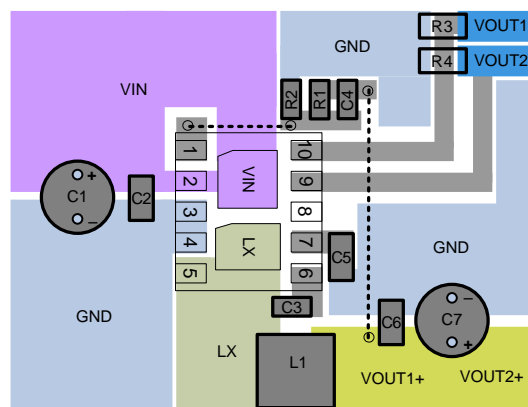 R3 VOUT1
GND
R4 VOUT2
VIN
R2 R1 C4
1 10
2 VIN 9
C1 + − C2
3 8
4 LX 7
C5 GND
5 6
GND
C3
C6 C7 − +
LX L1
VOUT1+ VOUT2+